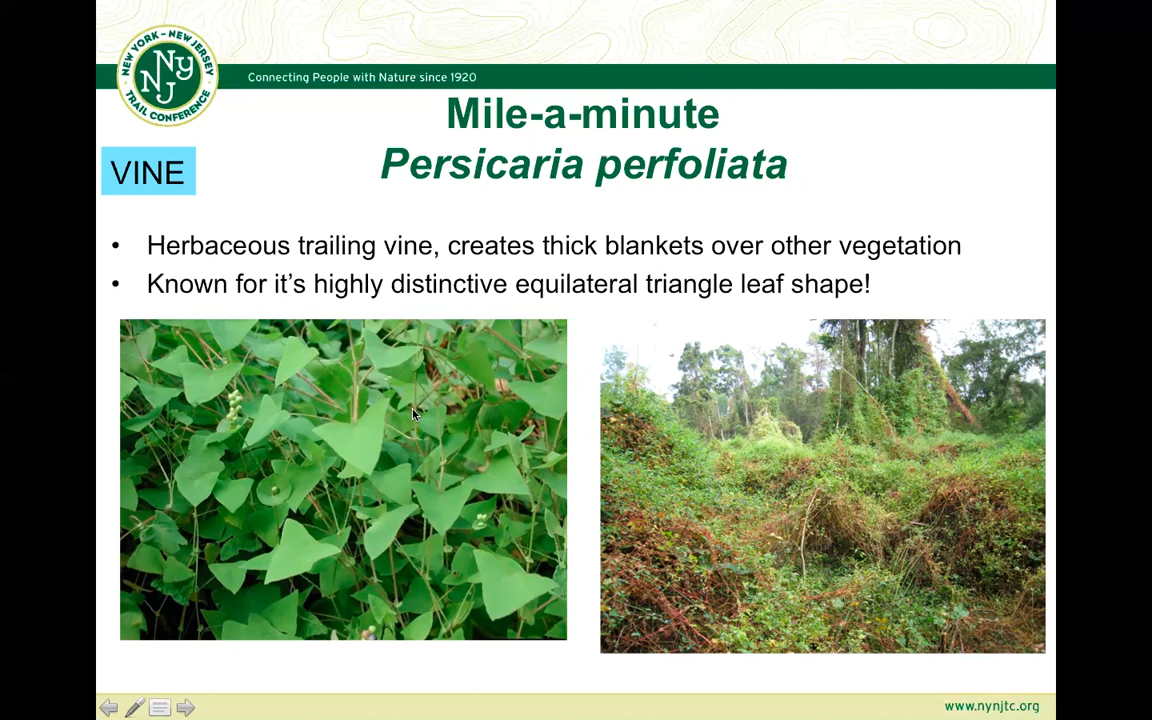 NEW YORK - NEW JERSEY
NY
NJ
TRAIL CONFERENCE
Connecting People with Nature since 1920
Mile-a-minute
Persicaria perfoliata
VINE
• Herbaceous trailing vine, creates thick blankets over other vegetation
• Known for it’s highly distinctive equilateral triangle leaf shape!
www.nynjtc.org